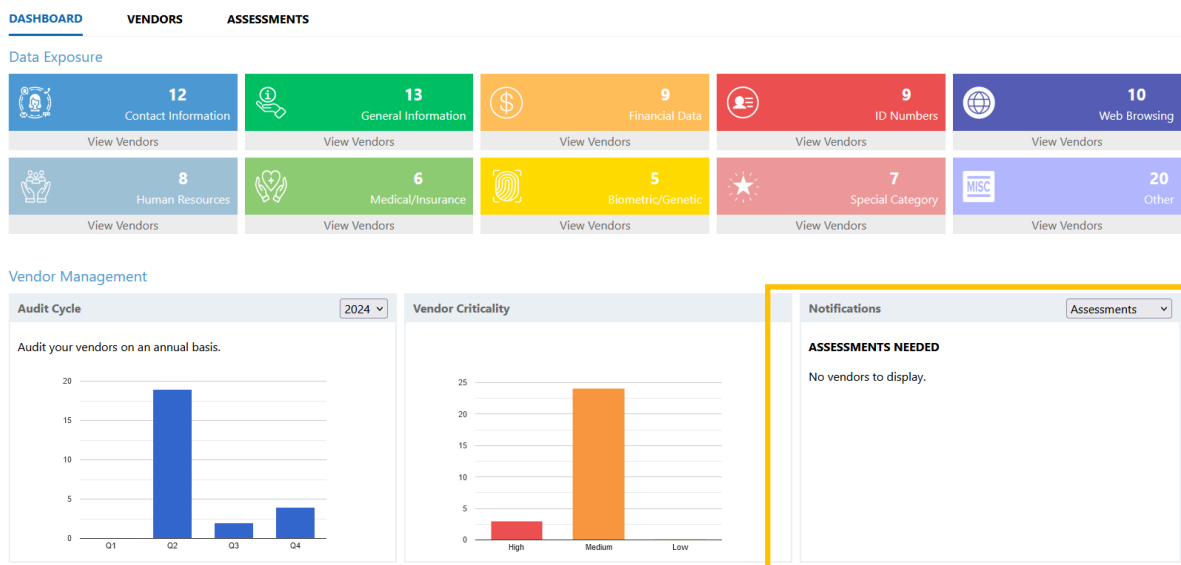 DASHBOARD VENDORS ASSESSMENTS
Data Exposure
12
Contact Information
View Vendors
13
General Information
View Vendors
9
Financial Data
View Vendors
9
ID Numbers
View Vendors
10
Web Browsing
View Vendors
8
Human Resources
View Vendors
6
Medical/Insurance
View Vendors
5
Biometric/Genetic
View Vendors
7
Special Category
View Vendors
MISC
20
Other
View Vendors
Vendor Management
Audit Cycle 2024
Audit your vendors on an annual basis.
20
15
10
5
0
Q1 Q2 Q3 Q4
Vendor Criticality
25
20
15
10
5
0
High Medium Low
Notifications Assessments
ASSESSMENTS NEEDED
No vendors to display.